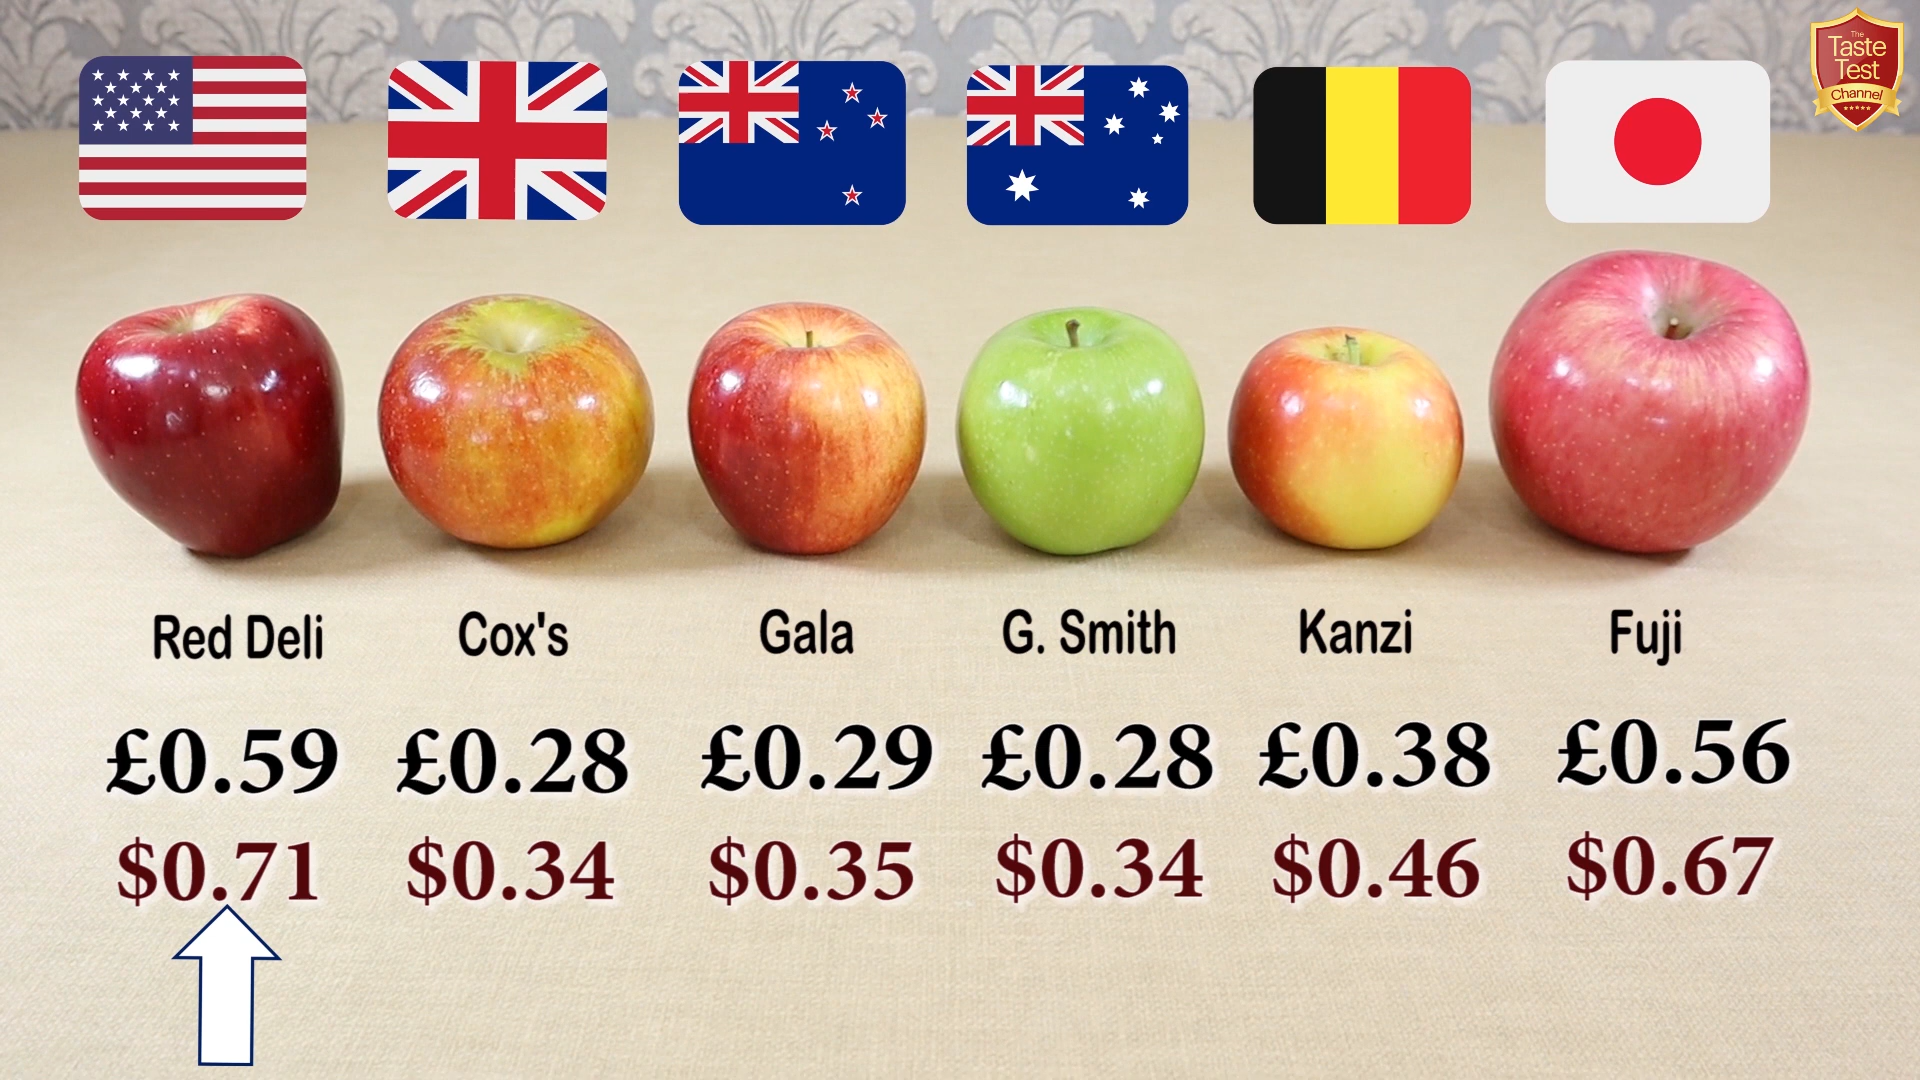 The
Taste
Test
Channel
Red Deli Cox's Gala G. Smith Kanzi Fuji
£0.59 £0.28 £0.29 £0.28 £0.38 £0.56
$0.71 $0.34 $0.35 $0.34 $0.46 $0.67